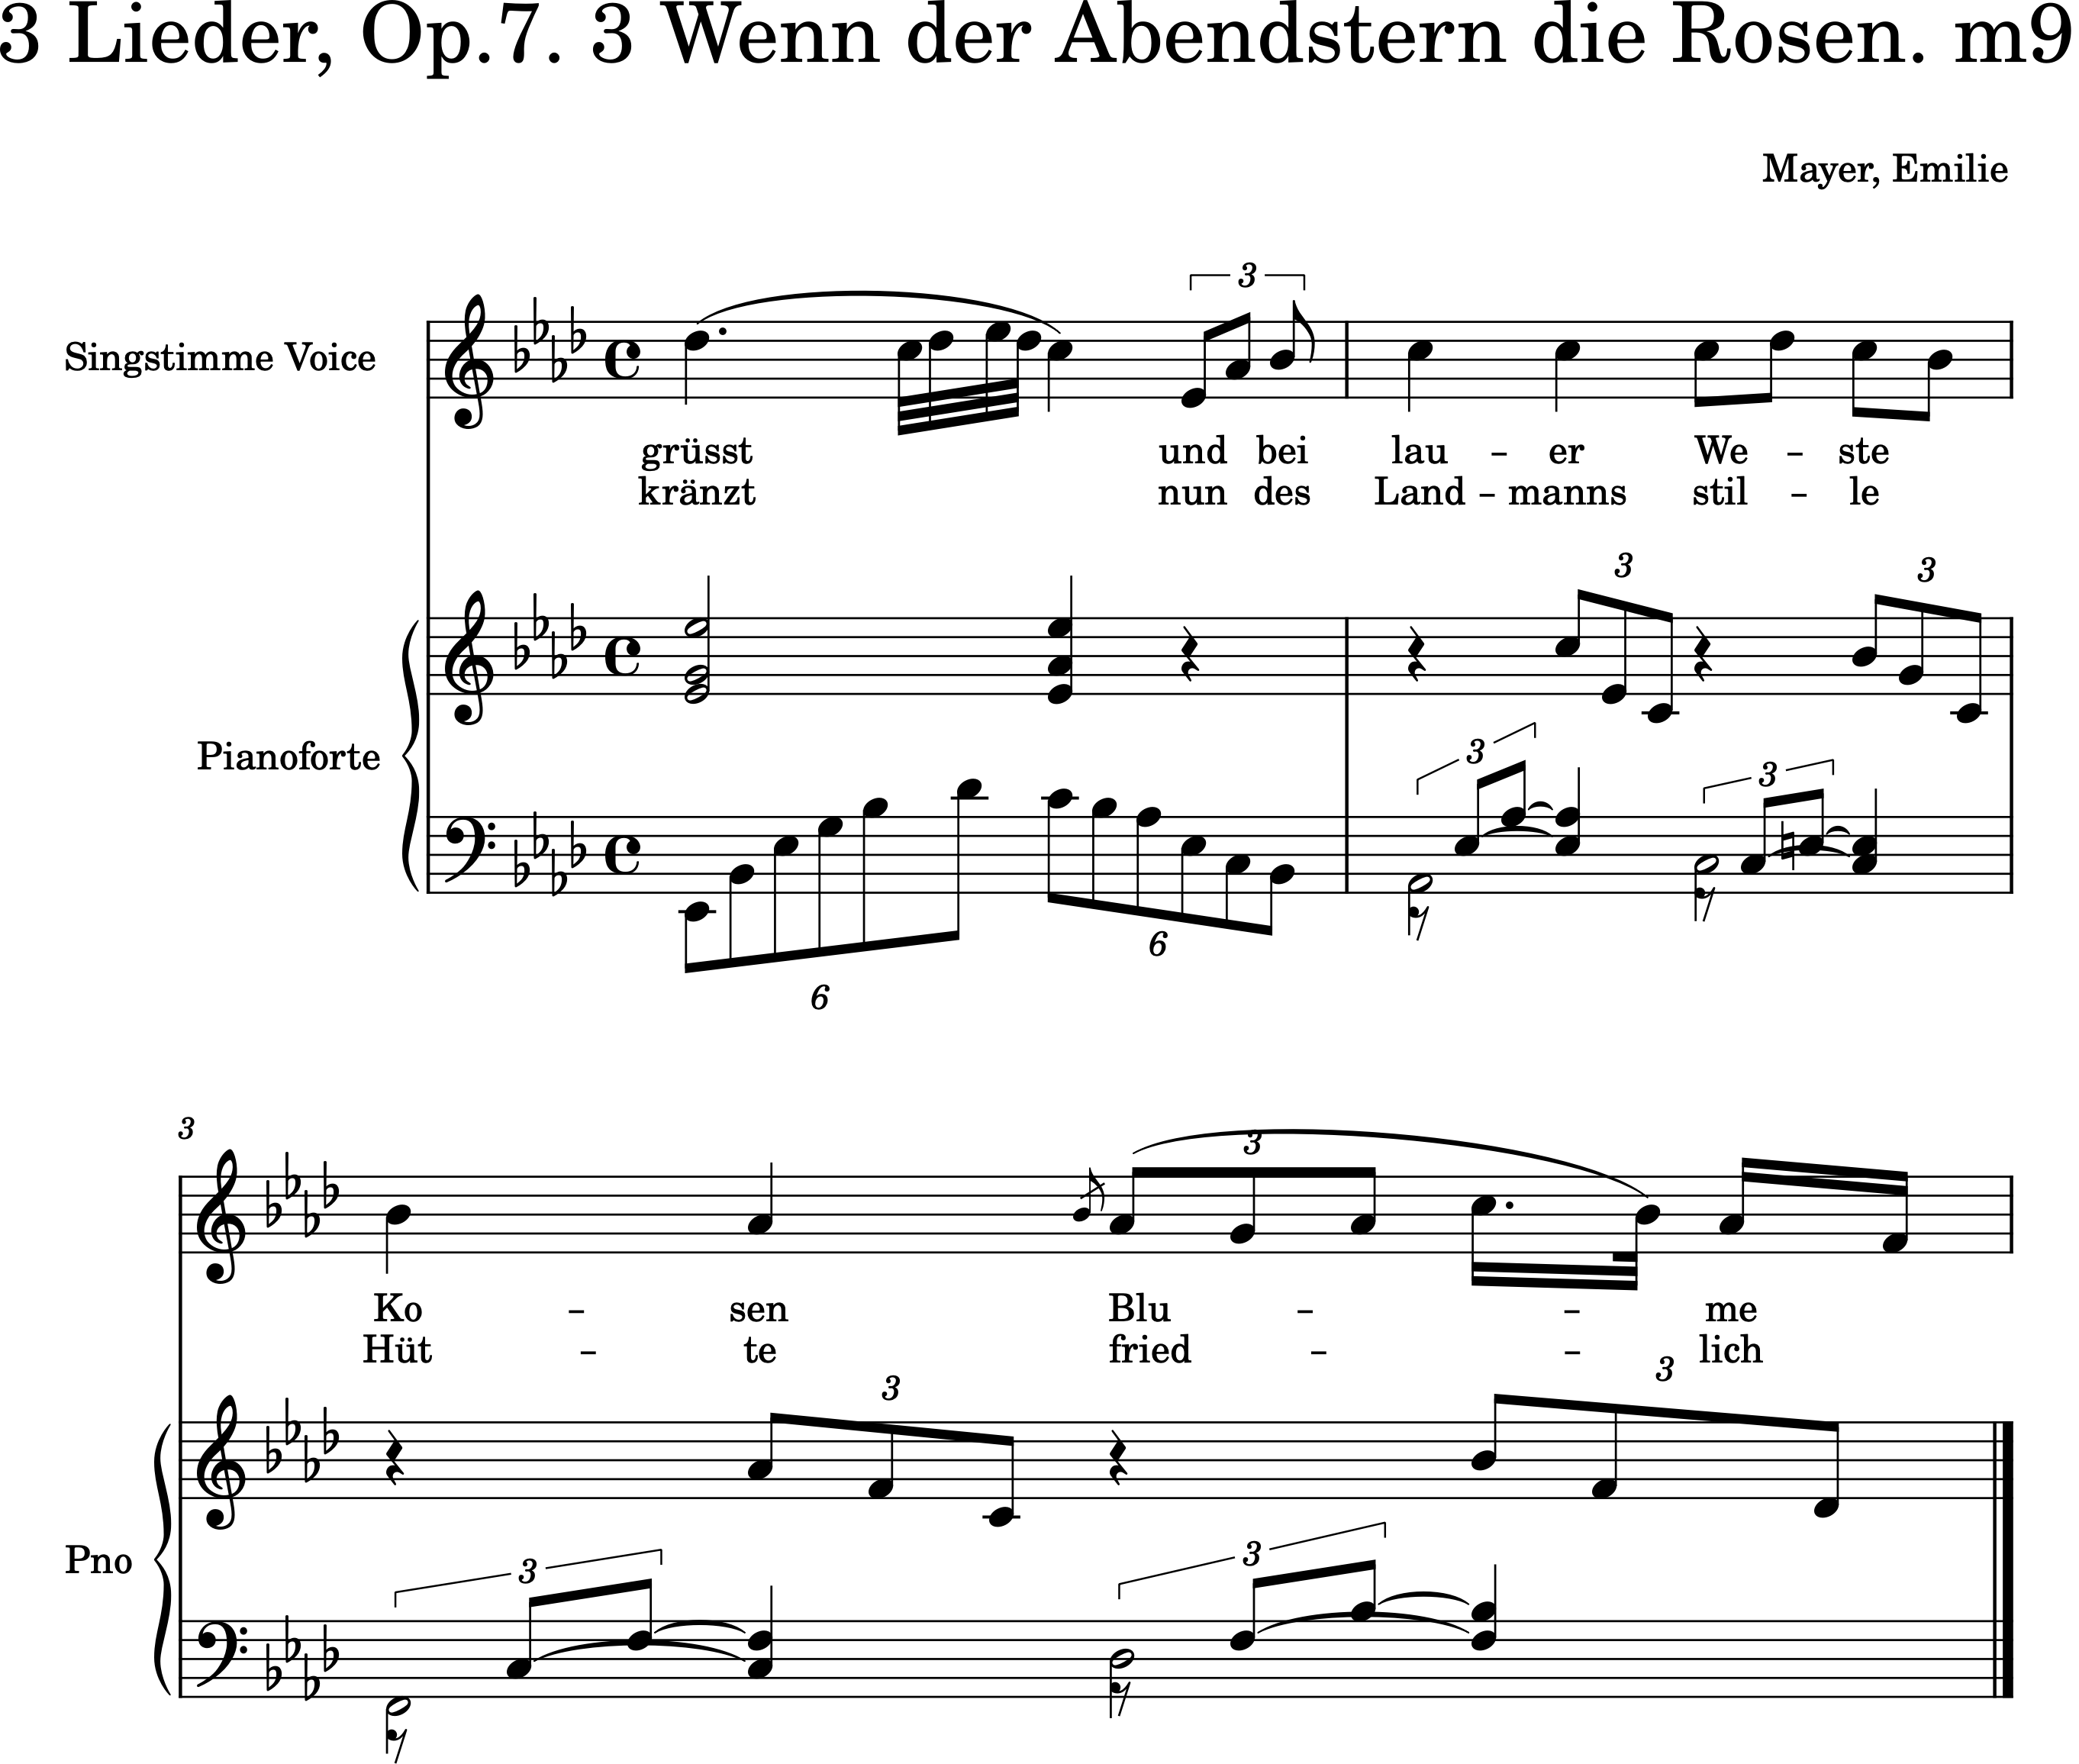 3 Lieder, Op.7. 3 Wenn der Abendstern die Rosen. m9
Mayer, Emilie
3
Singstimme Voice
grüsst und bei lau – er We – ste
kränzt nun des Land – manns stil – le
3 3
3 3
Pianoforte
6 6
3
3
Ko – sen Blu – – me
Hüt – te fried – – lich
3 3
3 3
Pno